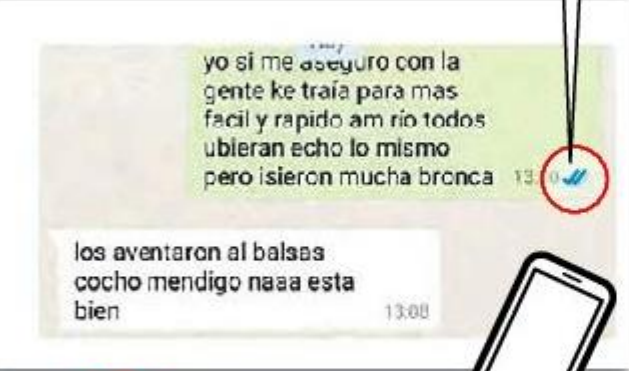 yo si me aseguro con la
gente ke traía para mas
facil y rapido am rio todos
ubieran echo lo mismo
pero isieron mucha bronca
los aventaron al balsas
cocho mendigo naaa esta
bien 13:08